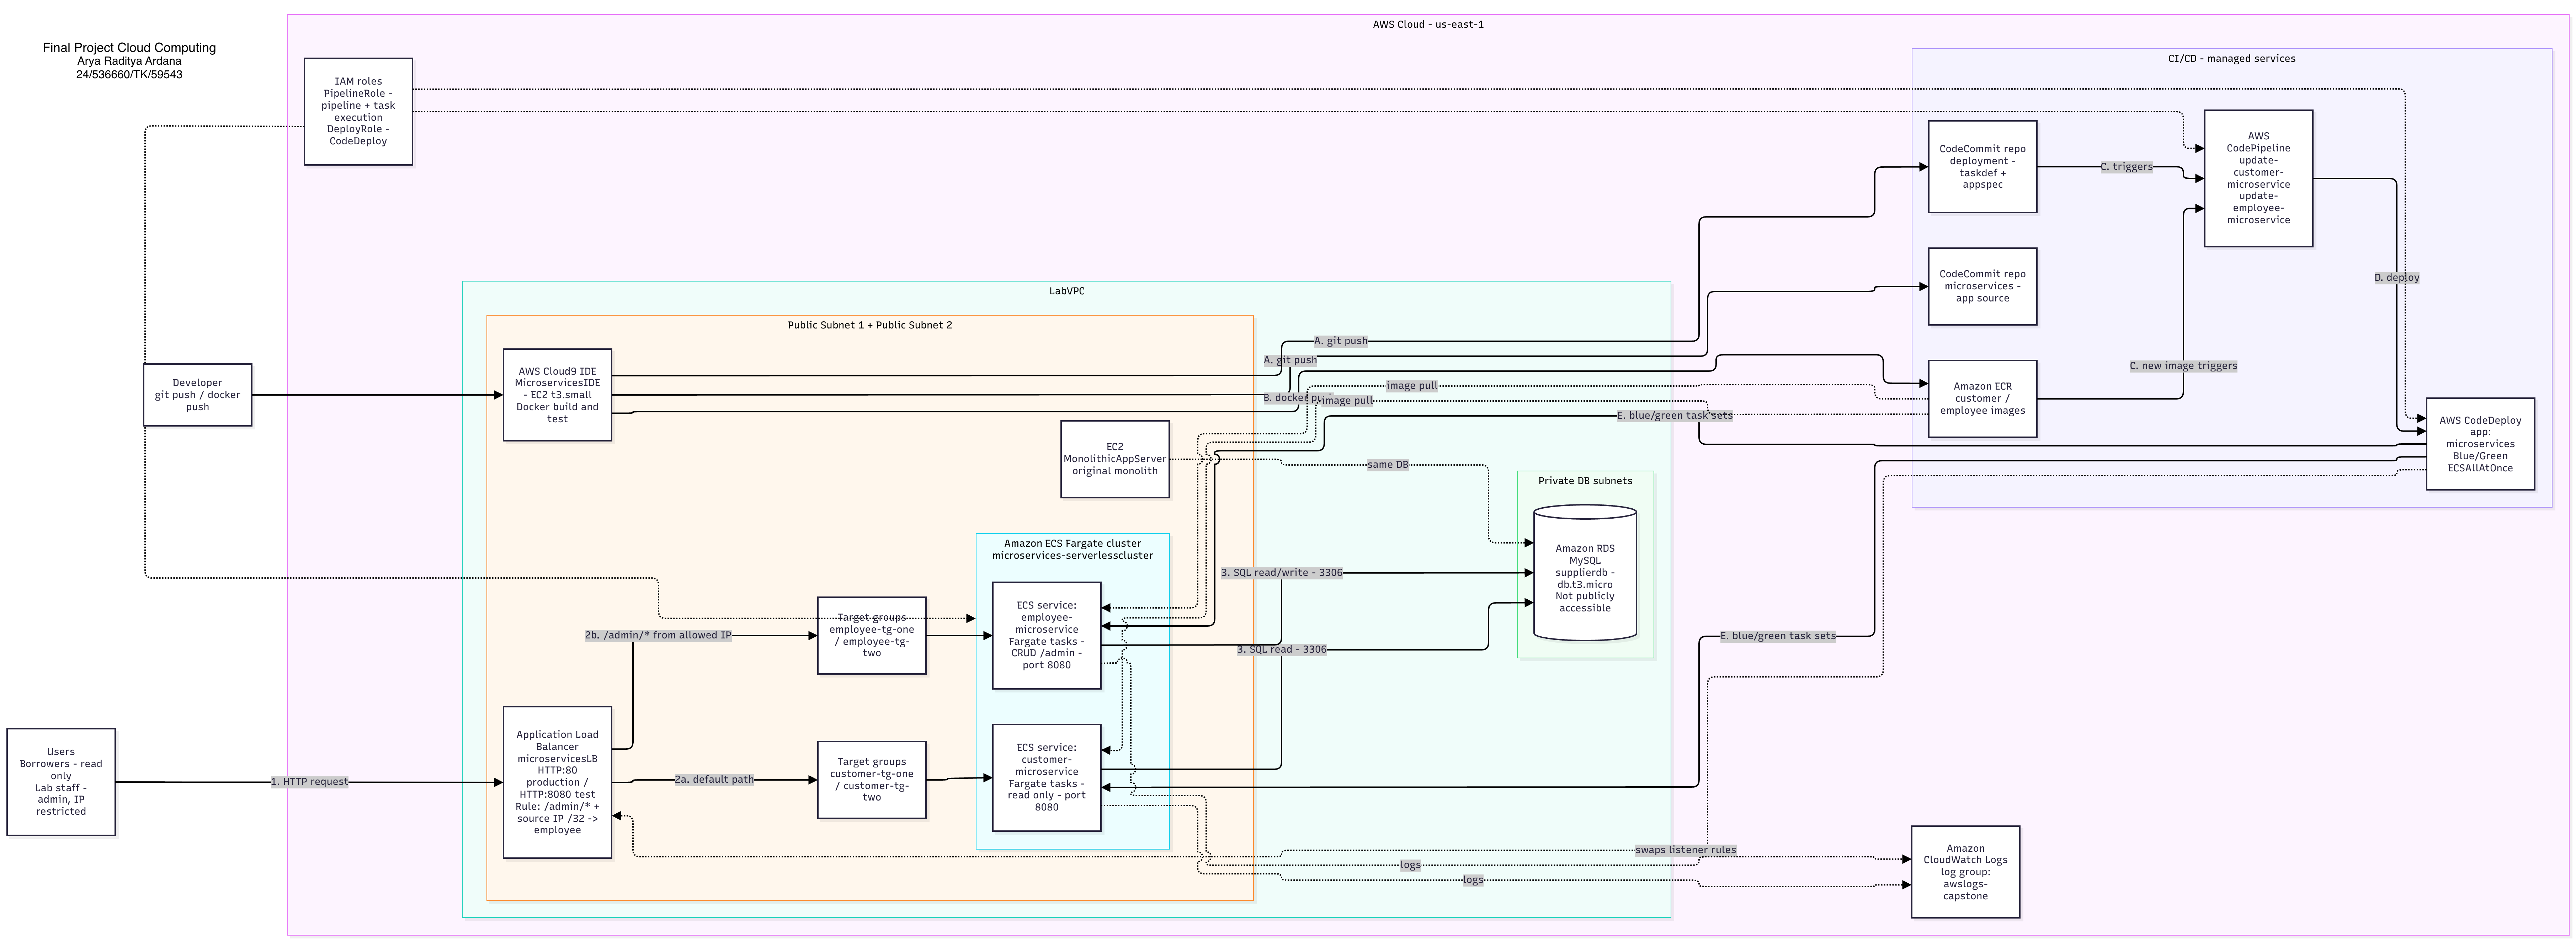 AWS Cloud - us-east-1
Final Project Cloud Computing
Arya Raditya Ardana
24/536660/TK/59543
IAM roles
PipelineRole -
pipeline + task
execution
DeployRole -
CodeDeploy
CI/CD - managed services
CodeCommit repo
deployment -
taskdef +
appspec
C. triggers
AWS
CodePipeline
update-
customer-
microservice
update-
employee-
microservice
CodeCommit repo
microservices -
app source
D. deploy
C. new image triggers
Amazon ECR
customer /
employee images
AWS CodeDeploy
app:
microservices
Blue/Green
ECSAllAtOnce
LabVPC
Public Subnet 1 + Public Subnet 2
Developer
git push / docker
push
AWS Cloud9 IDE
MicroservicesIDE
- EC2 t3.small
Docker build and
test
A. git push
A. git push
image pull
B. docker
image pull
E. blue/green task sets
EC2
MonolithicAppServer
original monolith
same DB
Private DB subnets
Amazon RDS
MySQL
supplierdb -
db.t3.micro
Not publicly
accessible
Amazon ECS Fargate cluster
microservices-serverlesscluster
3. SQL read/write - 3306
2b. /admin/* from allowed IP
Target groups
employee-tg-one
/ employee-tg-
two
ECS service:
employee-
microservice
Fargate tasks -
CRUD /admin -
port 8080
3. SQL read - 3306
E. blue/green task sets
Users
Borrowers - read
only
Lab staff -
admin, IP
restricted
1. HTTP request
Application Load
Balancer
microservicesLB
HTTP:80
production /
HTTP:8080 test
Rule: /admin/* +
source IP /32 ->
employee
2a. default path
Target groups
customer-tg-one
/ customer-tg-
two
ECS service:
customer-
microservice
Fargate tasks -
read only - port
8080
swaps listener rules
logs
logs
Amazon
CloudWatch Logs
log group:
awslogs-
capstone